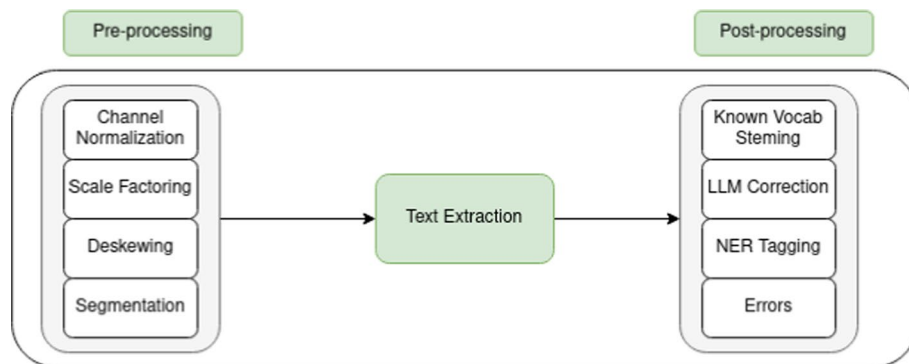 Pre-processing
Post-processing
Channel
Normalization
Scale Factoring
Deskewing
Segmentation
Text Extraction
Known Vocab
Steming
LLM Correction
NER Tagging
Errors